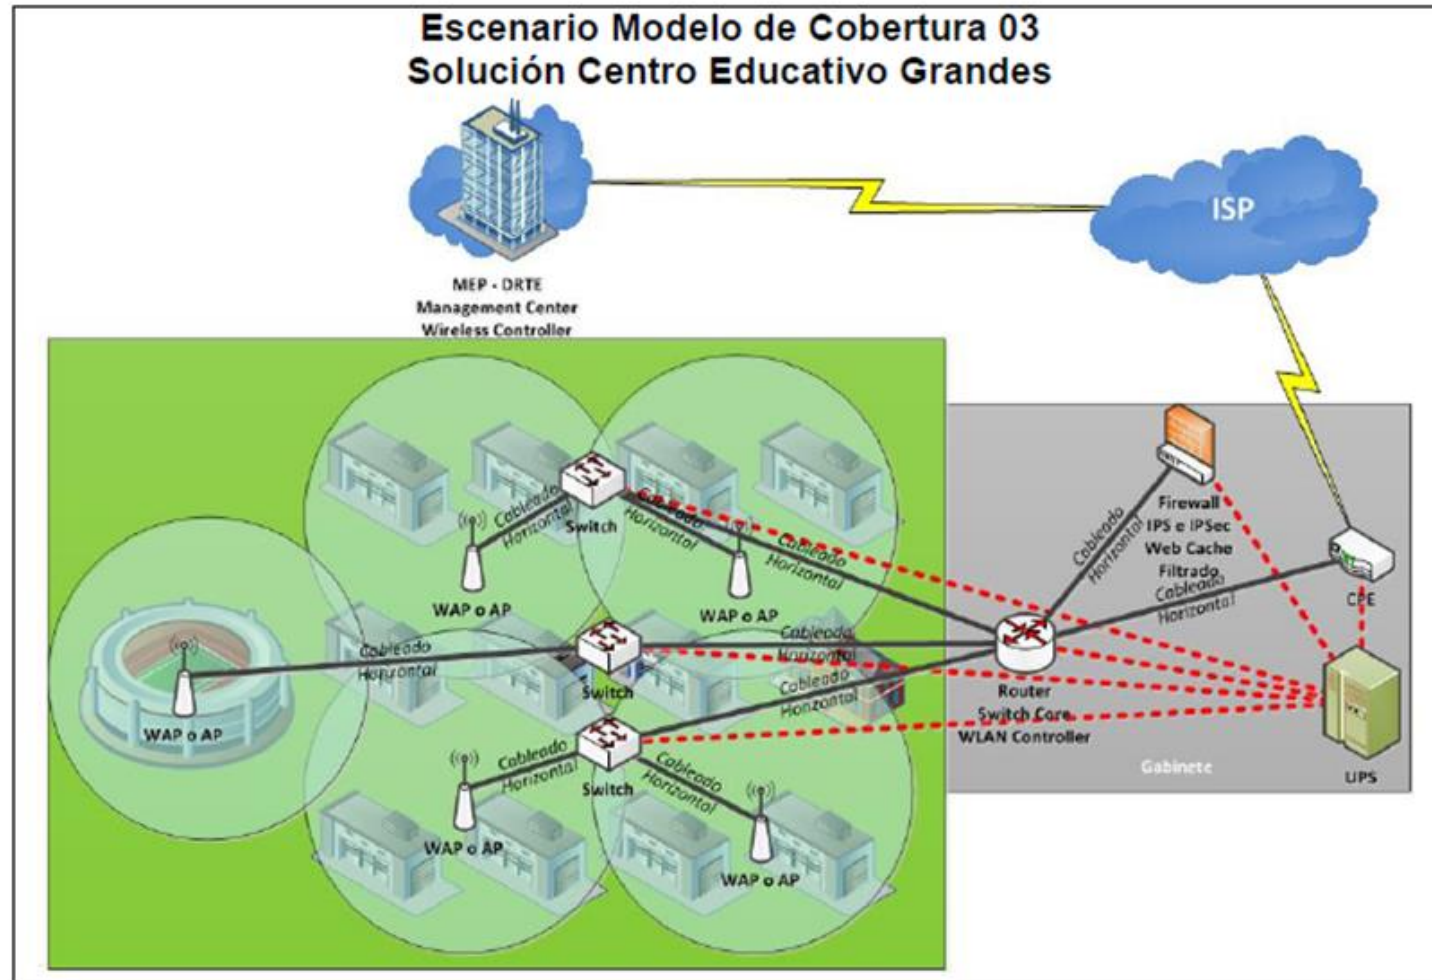 Escenario Modelo de Cobertura 03
Solución Centro Educativo Grandes
ISP
MEP - DRTE
Management Center
Wireless Controller
Cableado
Horizontal
Switch
Cableado
Horizontal
WAP o AP
WAP o AP
Cableado
Horizontal
Cableado
Horizontal
Firewall
IPS e IPSec
Web Cache
Filtrado
Cableado
Horizontal
CPE
Cableado
Horizontal
WAP o AP
Switch
Cableado
Horizontal
Cableado
Horizontal
Router
Switch Core
WLAN Controller
Gabinete
UPS
Cableado
Horizontal
Switch
Cableado
Horizontal
WAP o AP
WAP o AP